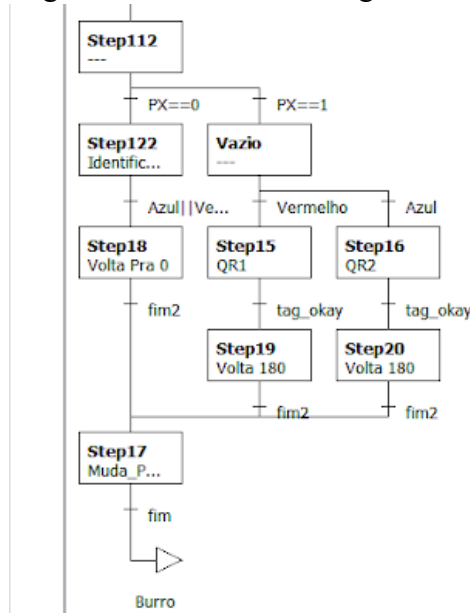 Step112
---
PX==0
PX==1
Step122
Identific...
Vazio
---
Azul||Ve...
Vermelho
Azul
Step18
Volta Pra 0
Step15
QR1
Step16
QR2
fim2
tag_okay
tag_okay
Step19
Volta 180
Step20
Volta 180
fim2
fim2
Step17
Muda_P...
fim
Burro